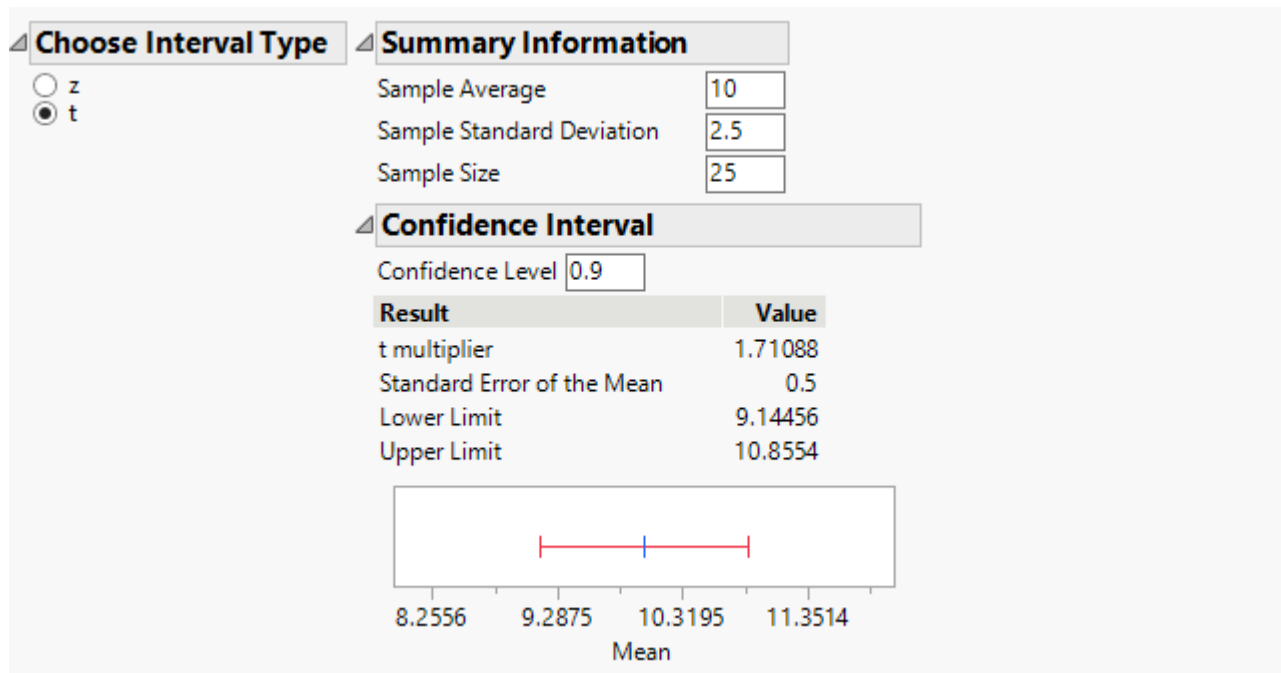 Choose Interval Type
z
t
Summary Information
Sample Average 10
Sample Standard Deviation 2.5
Sample Size 25
Confidence Interval
Confidence Level 0.9
Result Value
t multiplier 1.71088
Standard Error of the Mean 0.5
Lower Limit 9.14456
Upper Limit 10.8554
8.2556 9.2875 10.3195 11.3514
Mean